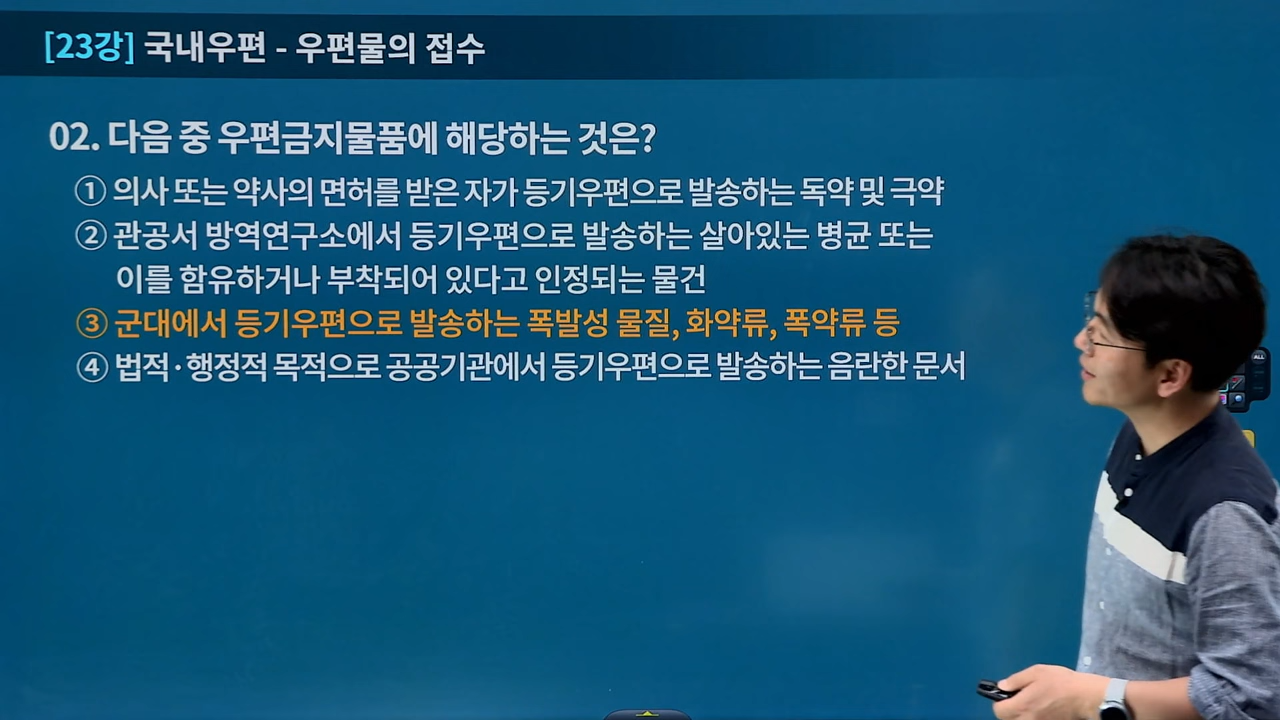 [23강] 국내우편 - 우편물의 접수
02. 다음 중 우편금지물품에 해당하는 것은?
① 의사 또는 약사의 면허를 받은 자가 등기우편으로 발송하는 독약 및 극약
② 관공서 방역연구소에서 등기우편으로 발송하는 살아있는 병균 또는
이를 함유하거나 부착되어 있다고 인정되는 물건
③ 군대에서 등기우편으로 발송하는 폭발성 물질, 화약류, 폭약류 등
④ 법적·행정적 목적으로 공공기관에서 등기우편으로 발송하는 음란한 문서
ALL